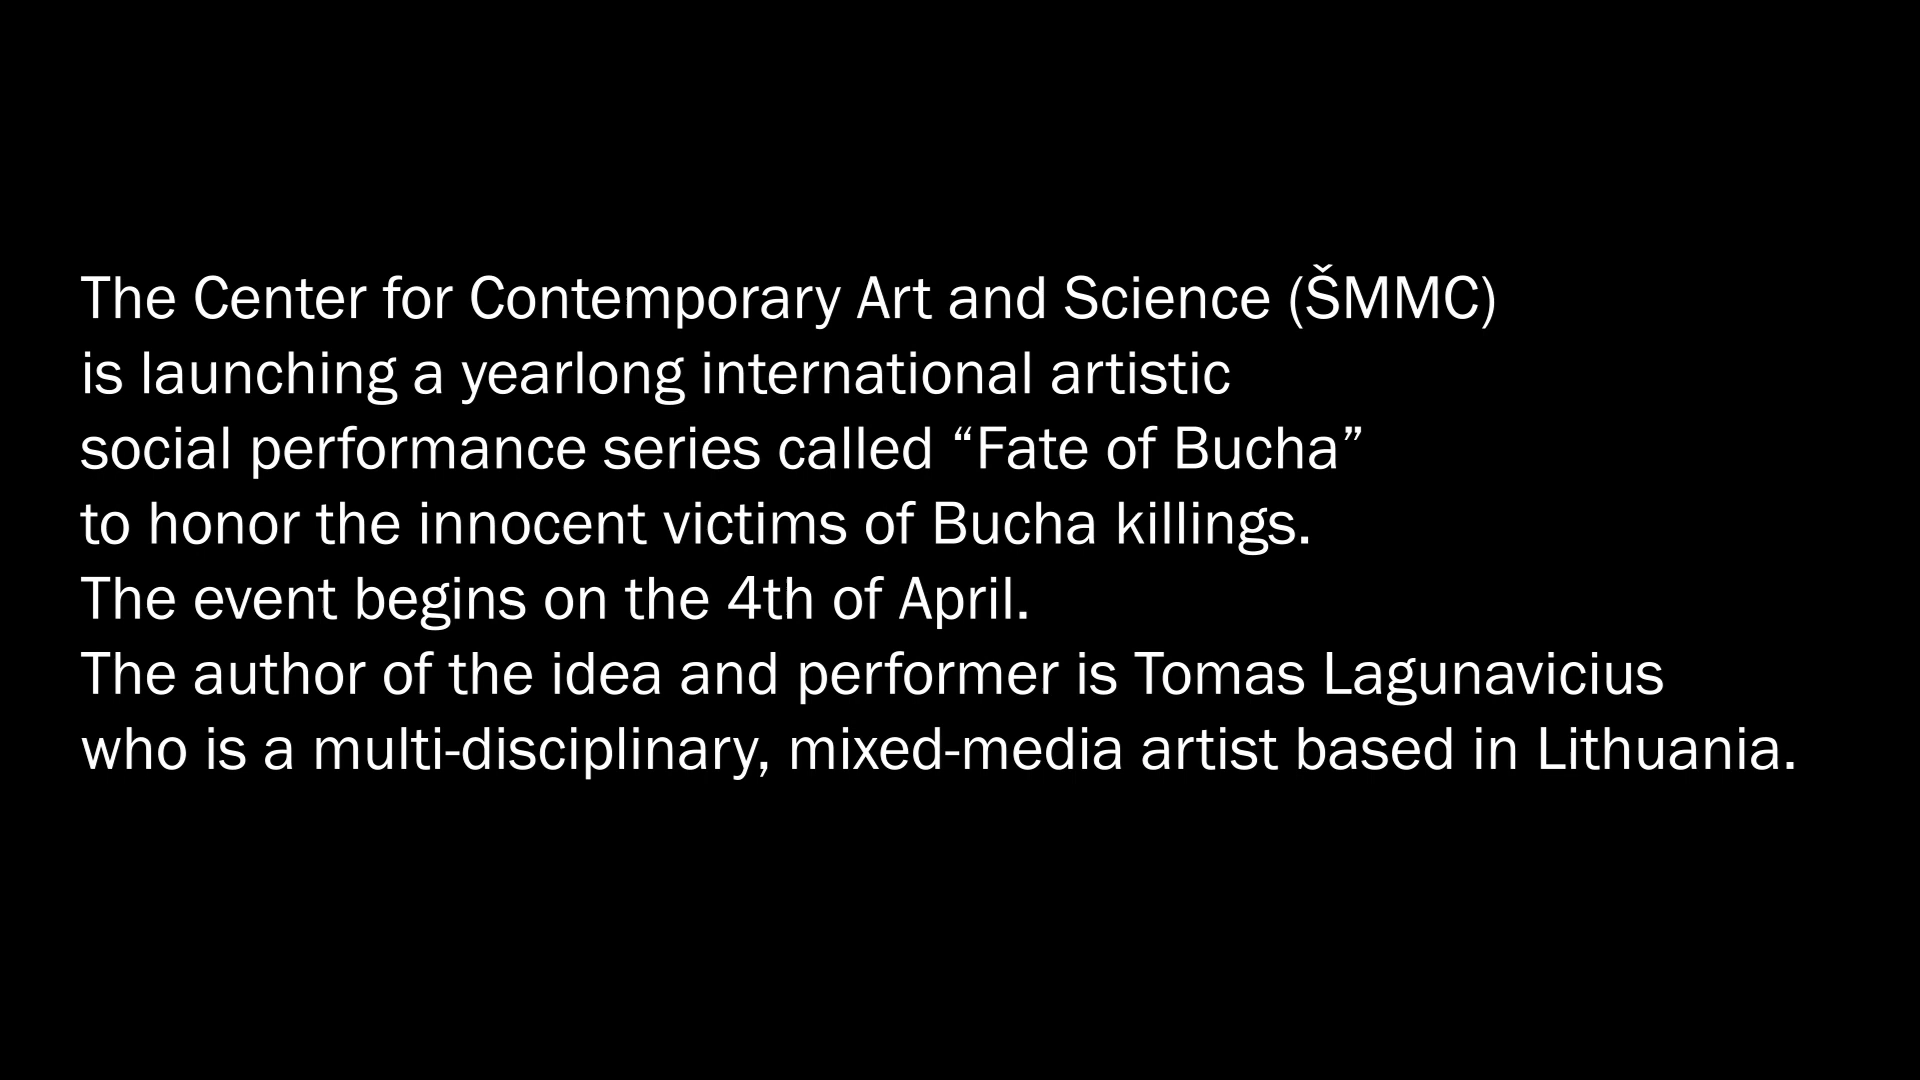 The Center for Contemporary Art and Science (ŠMMC)
is launching a yearlong international artistic
social performance series called “Fate of Bucha”
to honor the innocent victims of Bucha killings.
The event begins on the 4th of April.
The author of the idea and performer is Tomas Lagunavicius
who is a multi-disciplinary, mixed-media artist based in Lithuania.